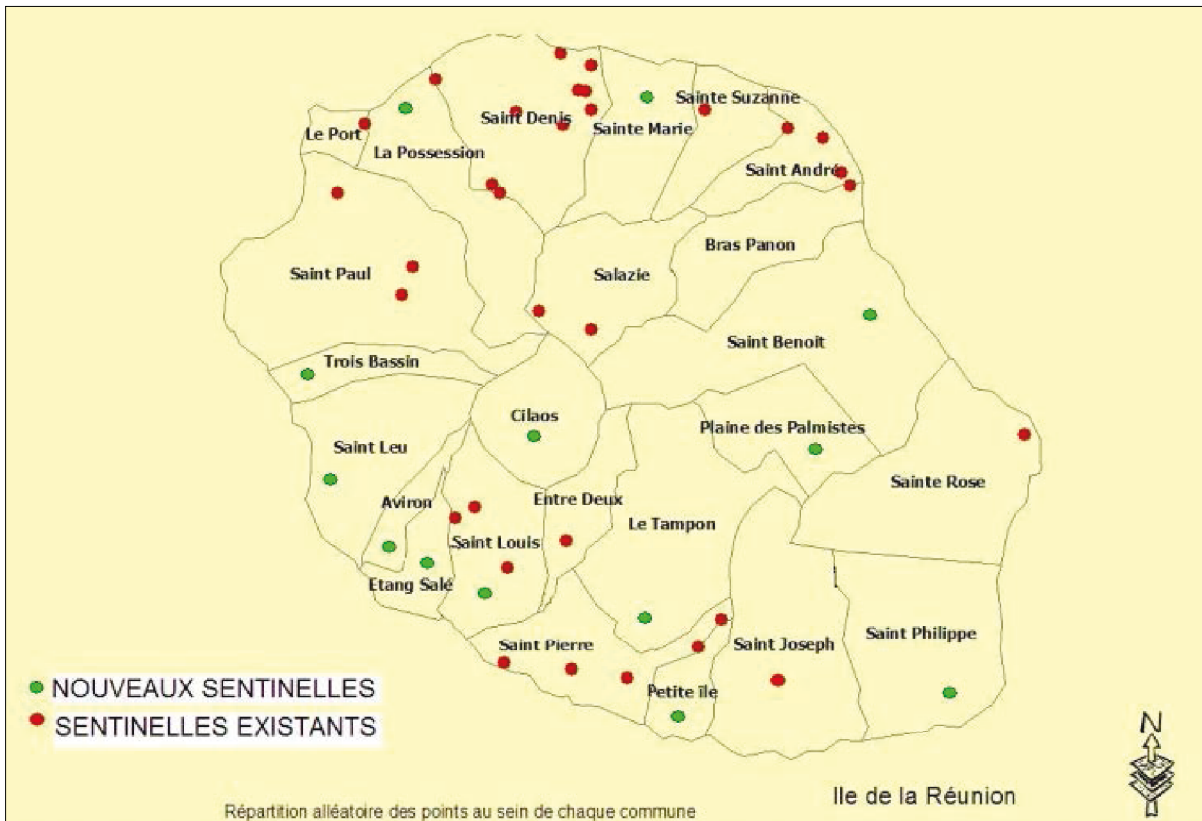 Sainte Suzanne
Saint Denis
Sainte Marie
Le Port
La Possession
Saint André
Bras Panon
Saint Paul
Salazie
Saint Benoit
Trois Bassin
Cilaos
Plaine des Palmistes
Saint Leu
Sainte Rose
Aviron
Entre Deux
Le Tampon
Saint Louis
Etang Salé
Saint Philippe
Saint Pierre
Saint Joseph
Petite île
NOUVEAUX SENTINELLES
SENTINELLES EXISTANTS
N
Ile de la Réunion
Répartition alléatoire des points au sein de chaque commune